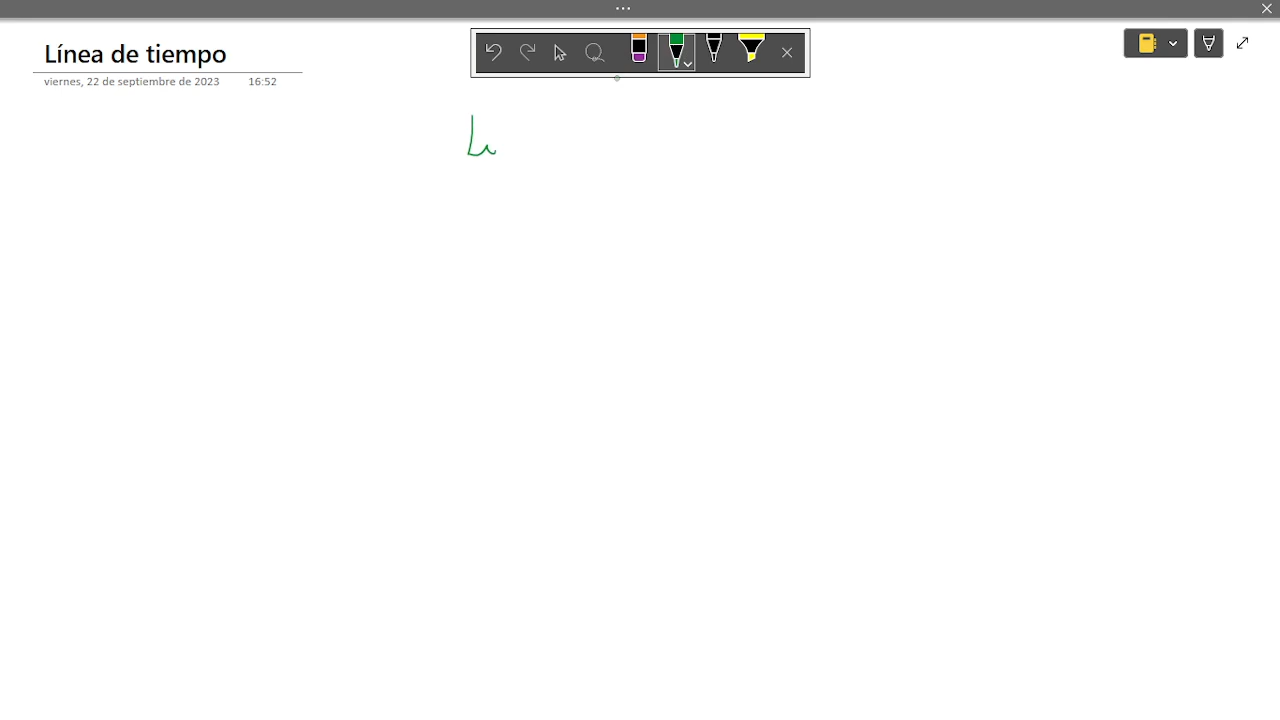 Línea de tiempo
viernes, 22 de septiembre de 2023 16:52